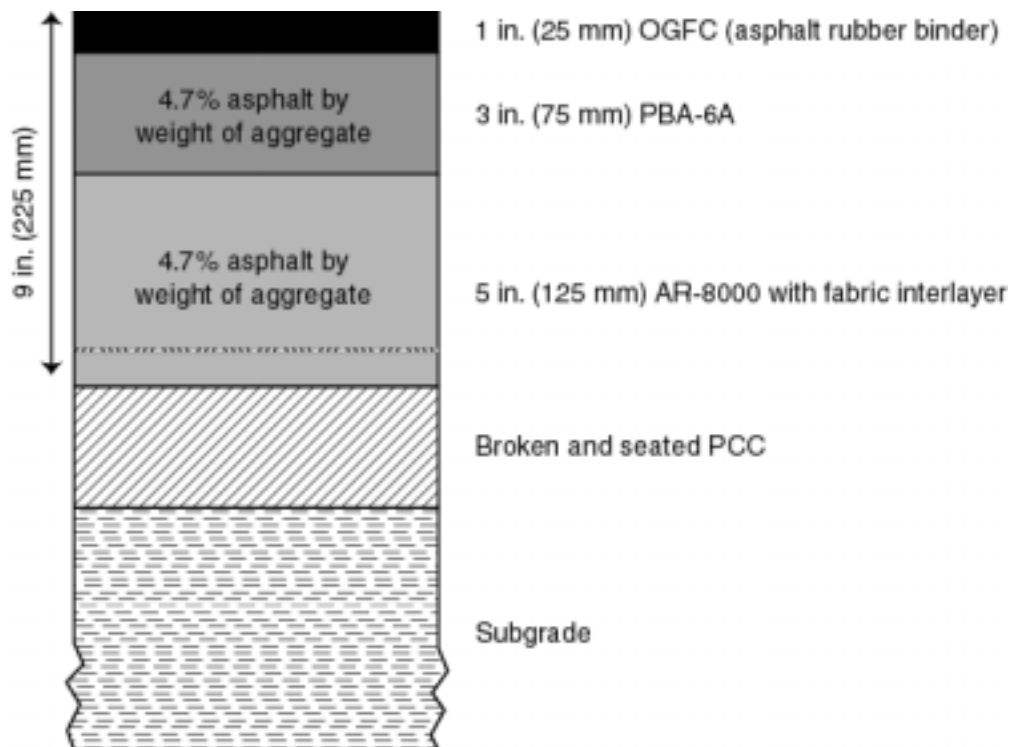 1 in. (25 mm) OGFC (asphalt rubber binder)
4.7% asphalt by
weight of aggregate
3 in. (75 mm) PBA-6A
9 in. (225 mm)
4.7% asphalt by
weight of aggregate
5 in. (125 mm) AR-8000 with fabric interlayer
Broken and seated PCC
Subgrade